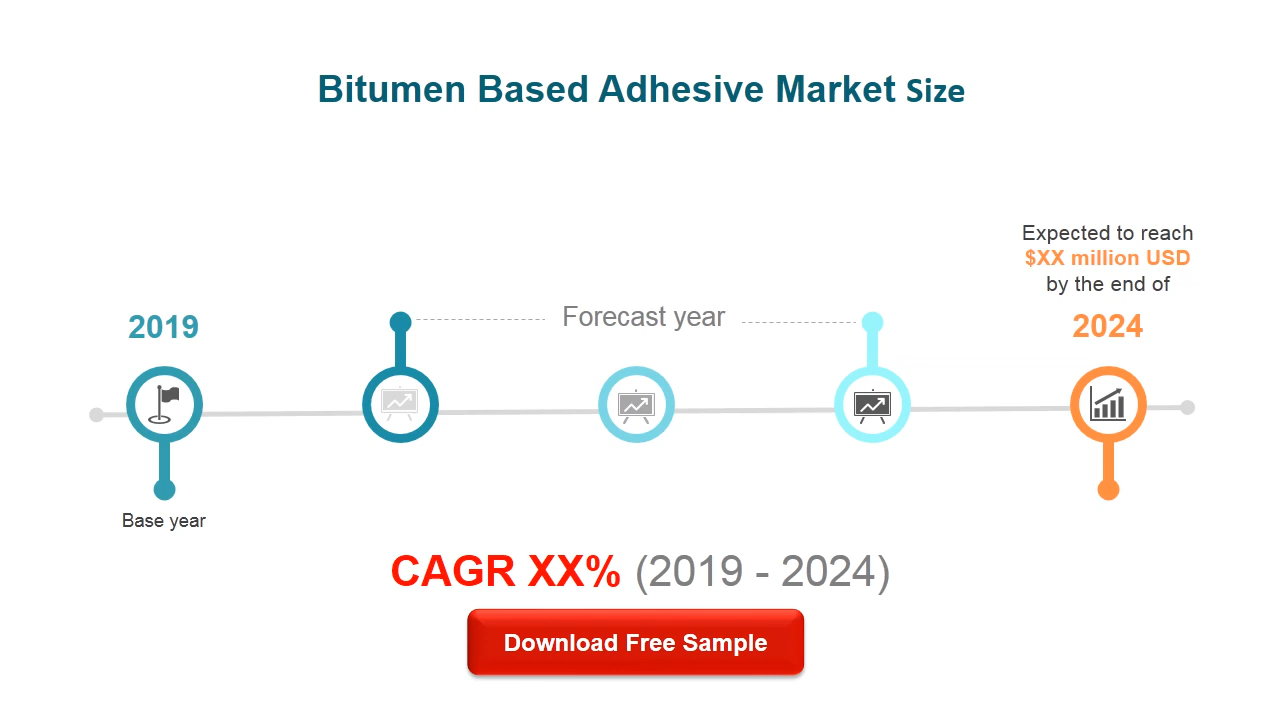 Bitumen Based Adhesive Market Size
Expected to reach
$XX million USD
by the end of
2019
Forecast year
2024
Base year
CAGR XX% (2019 - 2024)
Download Free Sample